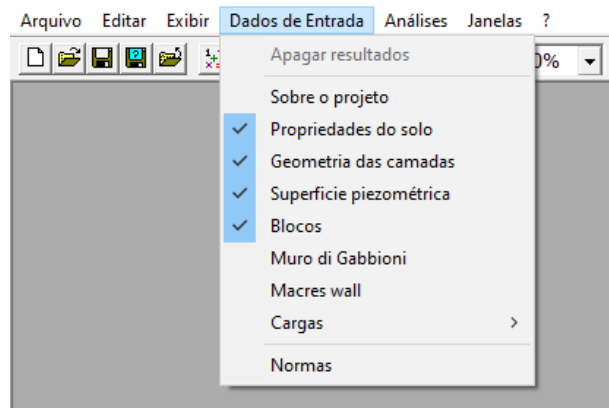 Arquivo Editar Exibir Dados de Entrada Análises Janelas ?
Apagar resultados
0%
Sobre o projeto
Propriedades do solo
Geometria das camadas
Superficie piezométrica
Blocos
Muro di Gabbioni
Macres wall
Cargas
Normas